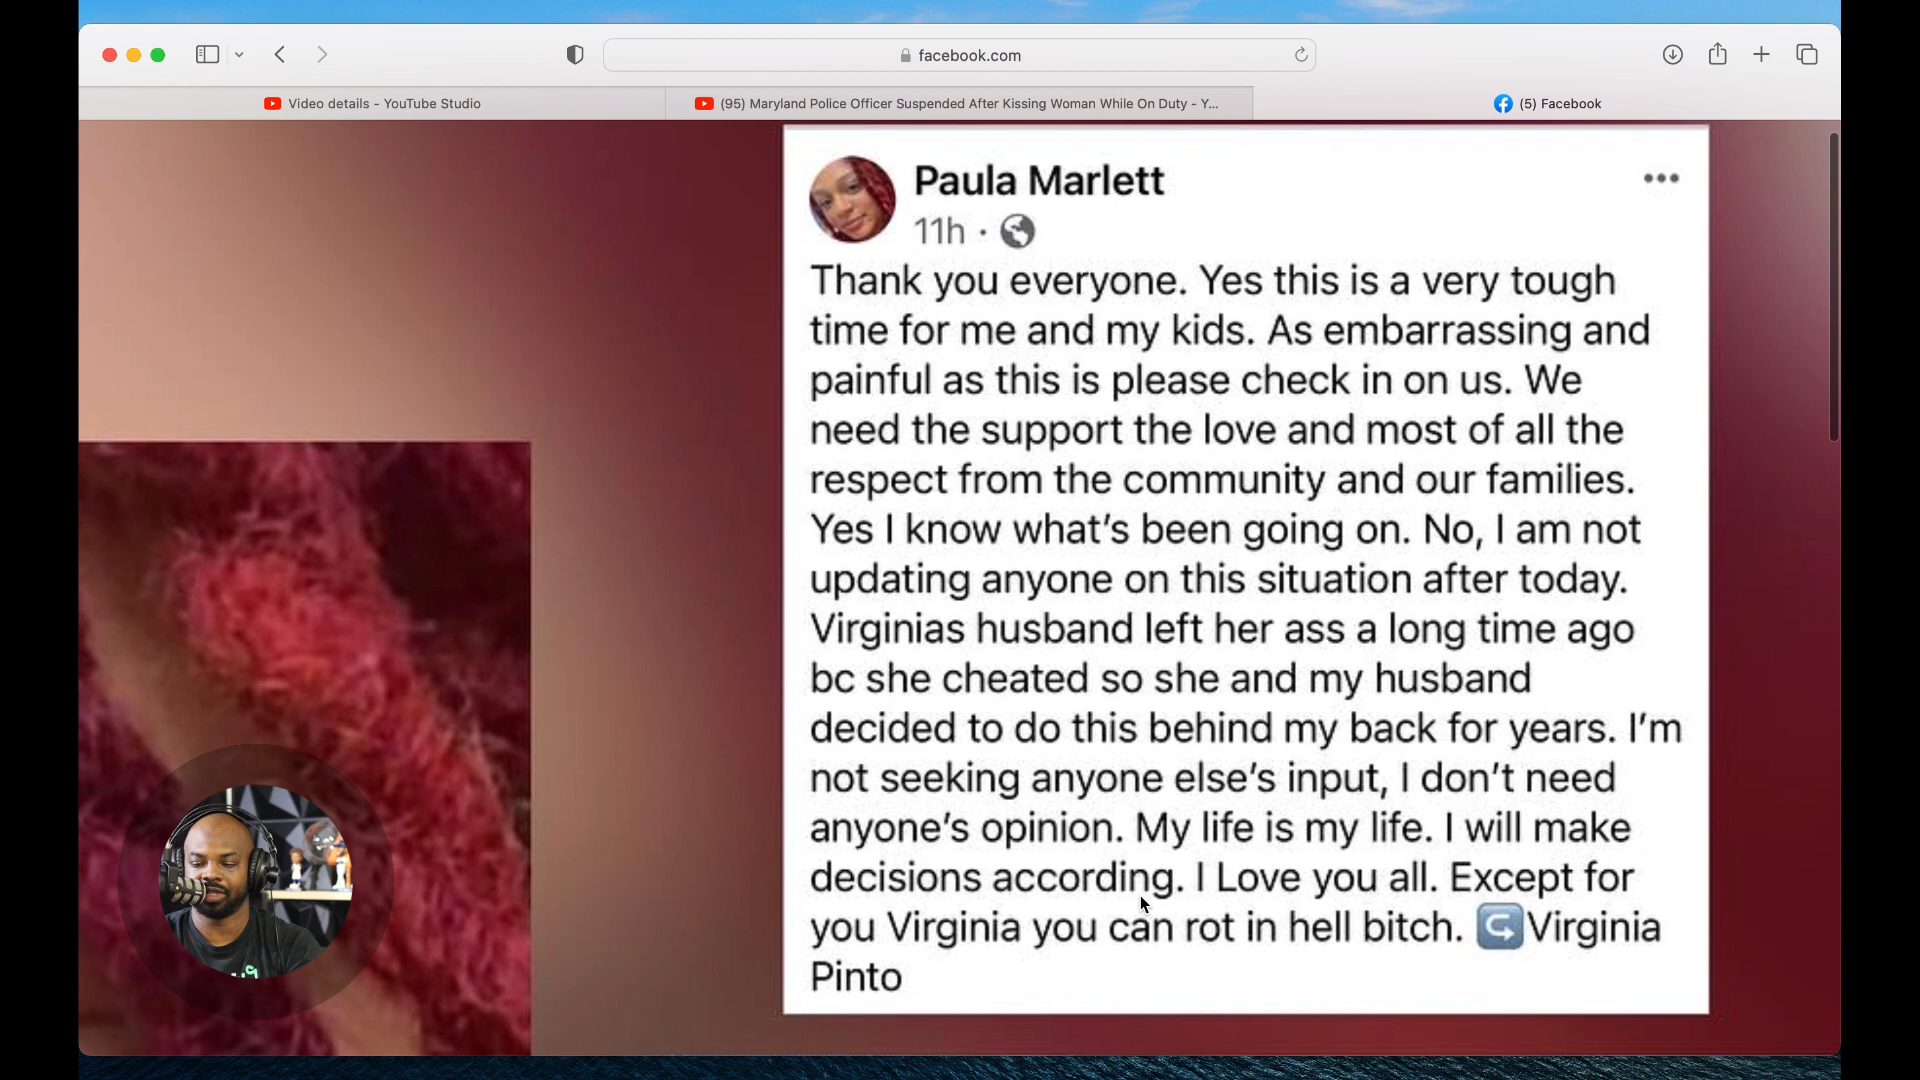 facebook.com
Video details - YouTube Studio
(95) Maryland Police Officer Suspended After Kissing Woman While On Duty - Y...
(5) Facebook
Paula Marlett
11h ·
Thank you everyone. Yes this is a very tough
time for me and my kids. As embarrassing and
painful as this is please check in on us. We
need the support the love and most of all the
respect from the community and our families.
Yes I know what's been going on. No, I am not
updating anyone on this situation after today.
Virginias husband left her ass a long time ago
bc she cheated so she and my husband
decided to do this behind my back for years. I'm
not seeking anyone else's input, I don't need
anyone's opinion. My life is my life. I will make
decisions according. I Love you all. Except for
you Virginia you can rot in hell bitch. ↪️Virginia
Pinto